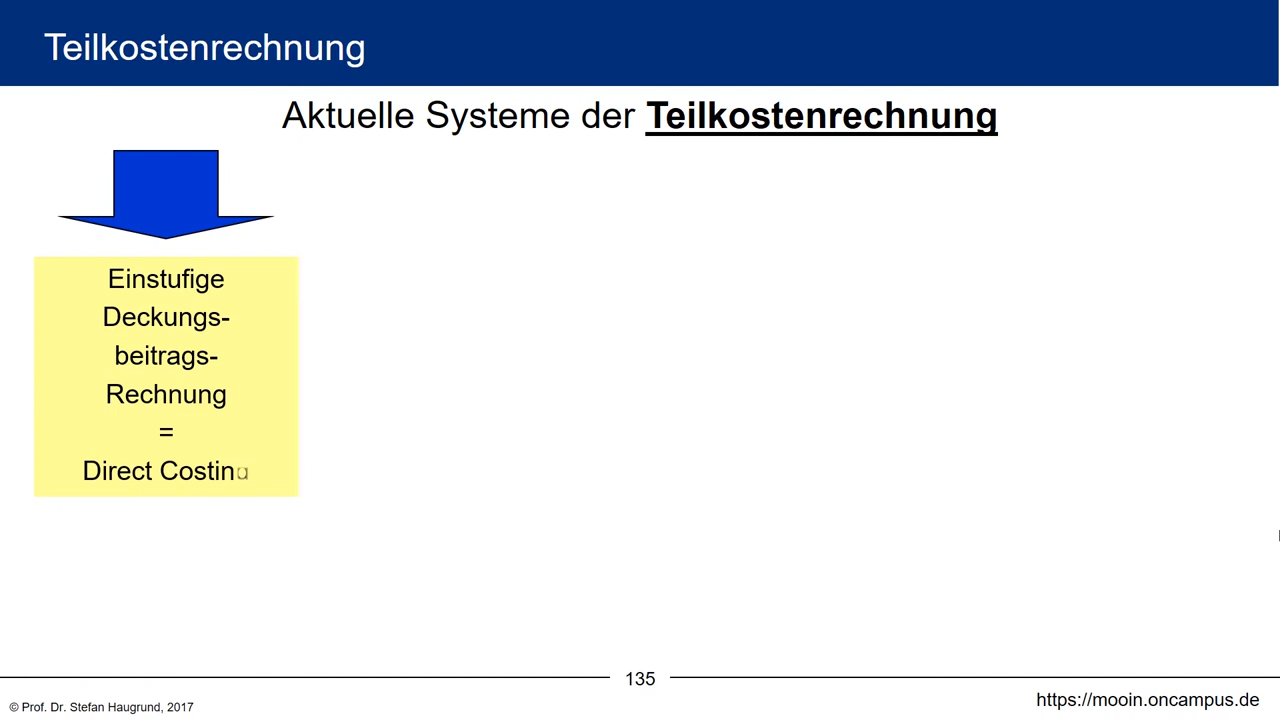 Teilkostenrechnung
Aktuelle Systeme der Teilkostenrechnung
Einstufige
Deckungs-
beitrags-
Rechnung
=
Direct Costing
135
© Prof. Dr. Stefan Haugrund, 2017
https://mooin.oncampus.de